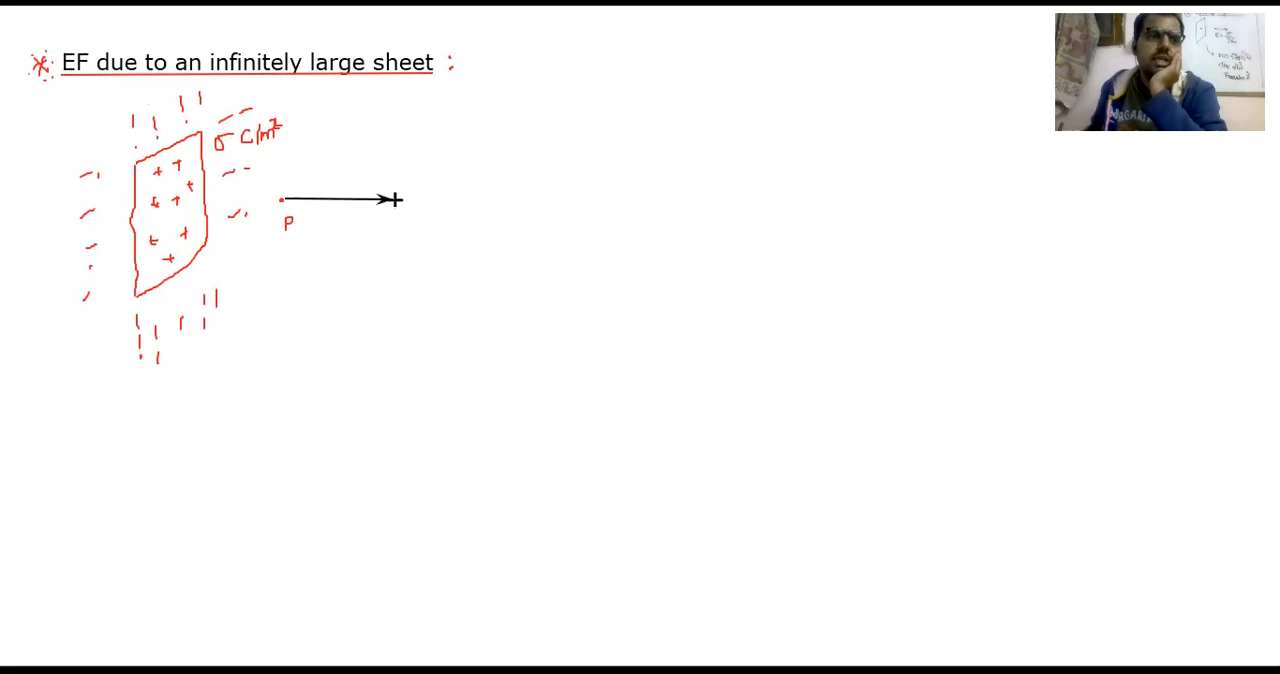 * EF due to an infinitely large sheet :
σ C/m²
+ +
+
+ +
+ +
+
P